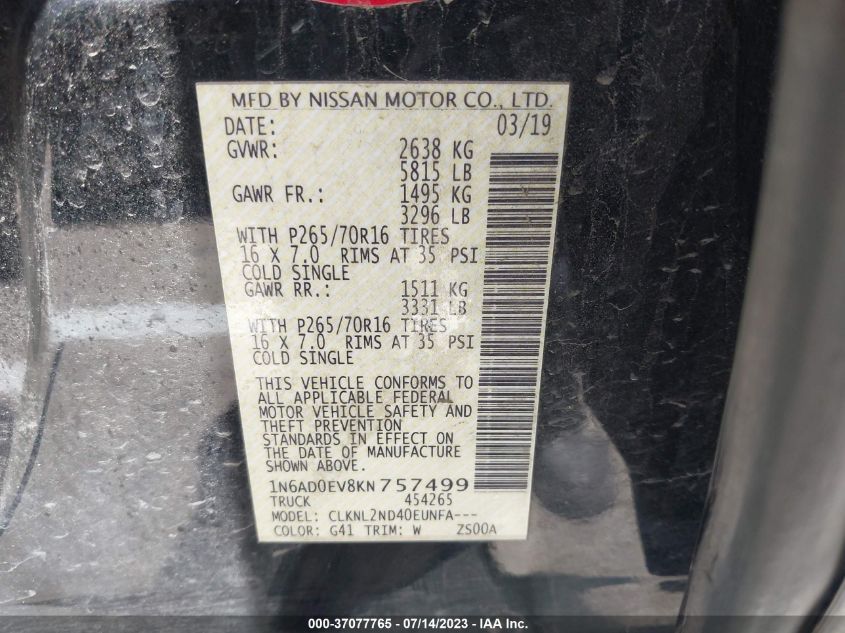 MFD BY NISSAN MOTOR CO., LTD.
DATE: 03/19
GVWR: 2638 KG
5815 LB
GAWR FR.: 1495 KG
3296 LB
WITH P265/70R16 TIRES
16 X 7.0 RIMS AT 35 PSI
COLD SINGLE
GAWR RR.: 1511 KG
3331 LB
WITH P265/70R16 TIRES
16 X 7.0 RIMS AT 35 PSI
COLD SINGLE
THIS VEHICLE CONFORMS TO
ALL APPLICABLE FEDERAL
MOTOR VEHICLE SAFETY AND
THEFT PREVENTION
STANDARDS IN EFFECT ON
THE DATE OF MANUFACTURE
SHOWN ABOVE.
1N6AD0EV8KN757499
TRUCK 454265
MODEL: CLKNL2ND40EUNFA---
COLOR: G41 TRIM: W ZS00A
000-37077765 - 07/14/2023 - IAA Inc.